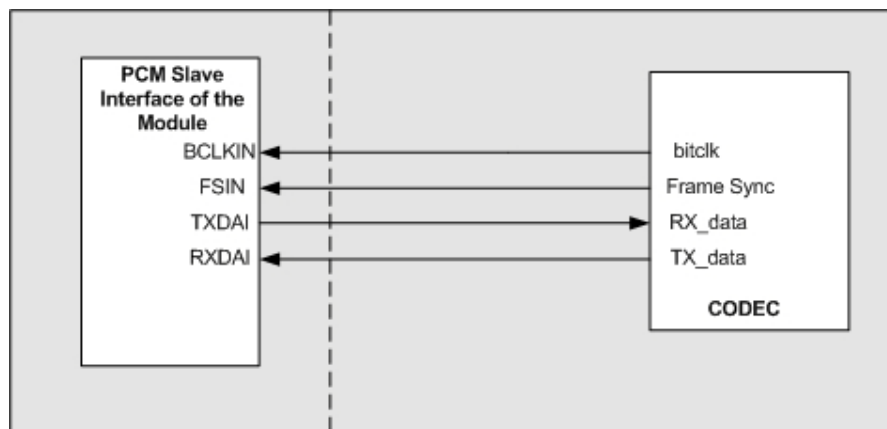 PCM Slave
Interface of the
Module
BCLKIN
FSIN
TXDAI
RXDAI
bitclk
Frame Sync
RX_data
TX_data
CODEC